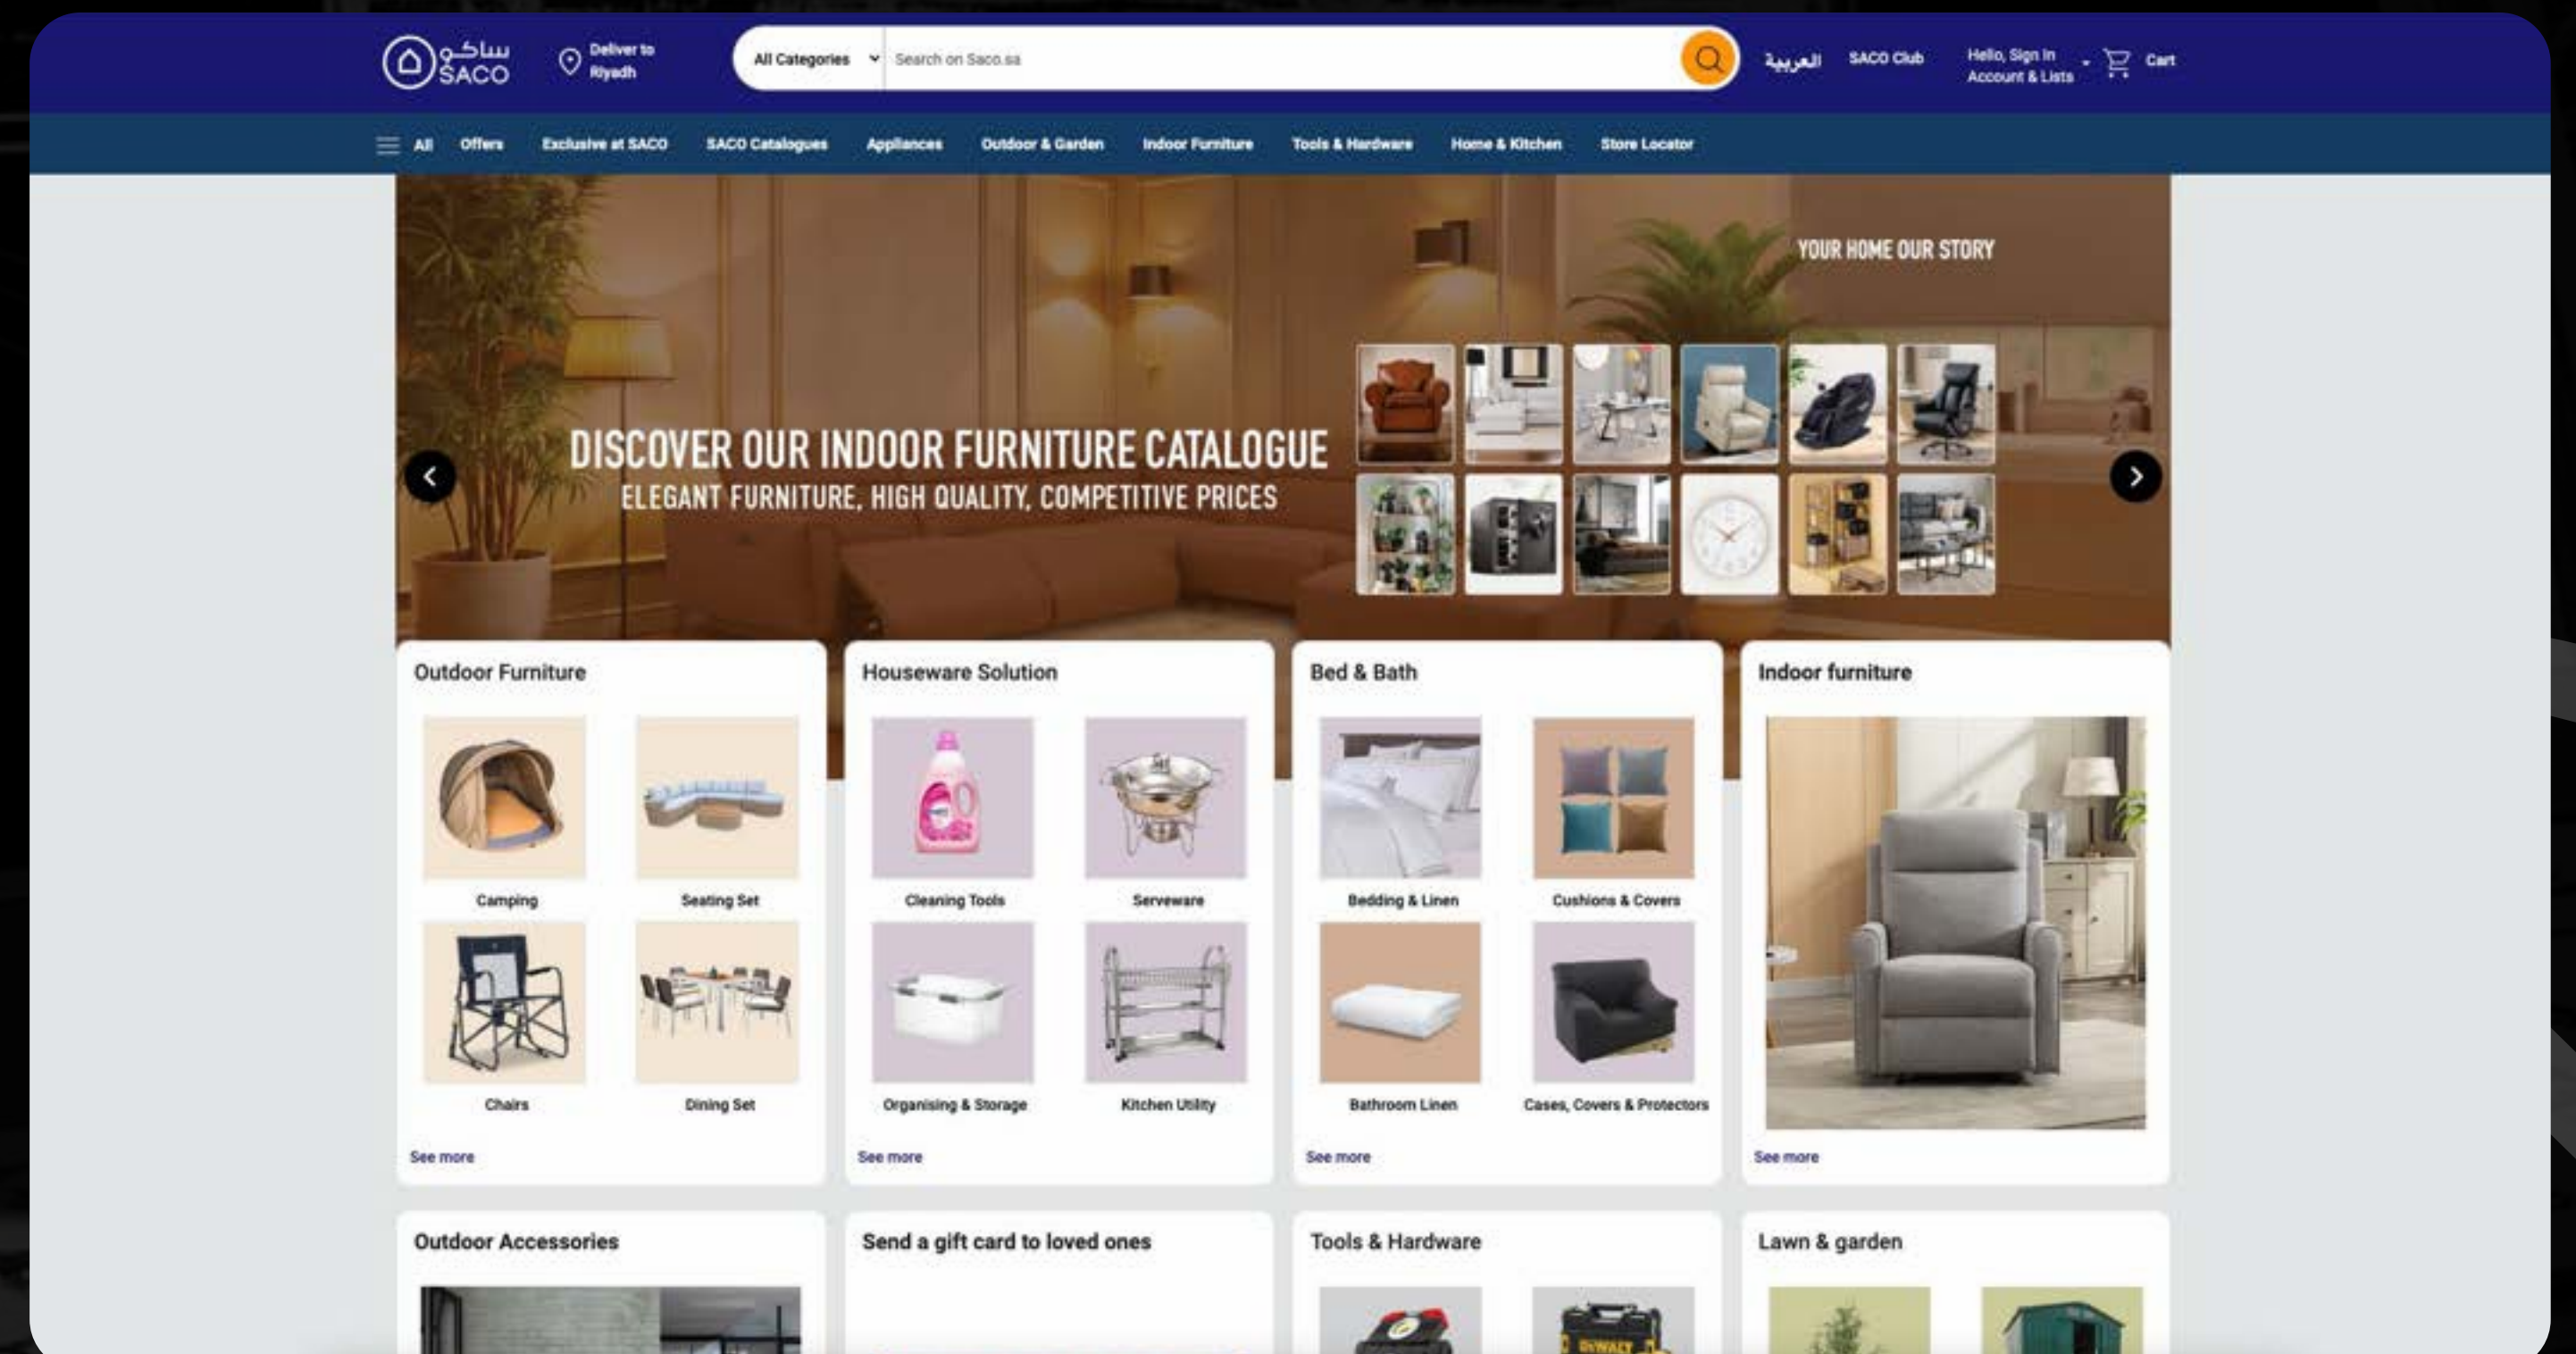 ساكو
SACO
Deliver to
Riyadh
All Categories
Search on Saco.sa
العربية
SACO Club
Hello, Sign In
Account & Lists
Cart
All
Offers
Exclusive at SACO
SACO Catalogues
Appliances
Outdoor & Garden
Indoor Furniture
Tools & Hardware
Home & Kitchen
Store Locator
YOUR HOME OUR STORY
DISCOVER OUR INDOOR FURNITURE CATALOGUE
ELEGANT FURNITURE, HIGH QUALITY, COMPETITIVE PRICES
Outdoor Furniture
Camping
Seating Set
Chairs
Dining Set
See more
Houseware Solution
Cleaning Tools
Serveware
Organising & Storage
Kitchen Utility
See more
Bed & Bath
Bedding & Linen
Cushions & Covers
Bathroom Linen
Cases, Covers & Protectors
See more
Indoor furniture
See more
Outdoor Accessories
Send a gift card to loved ones
Tools & Hardware
DEWALT
Lawn & garden